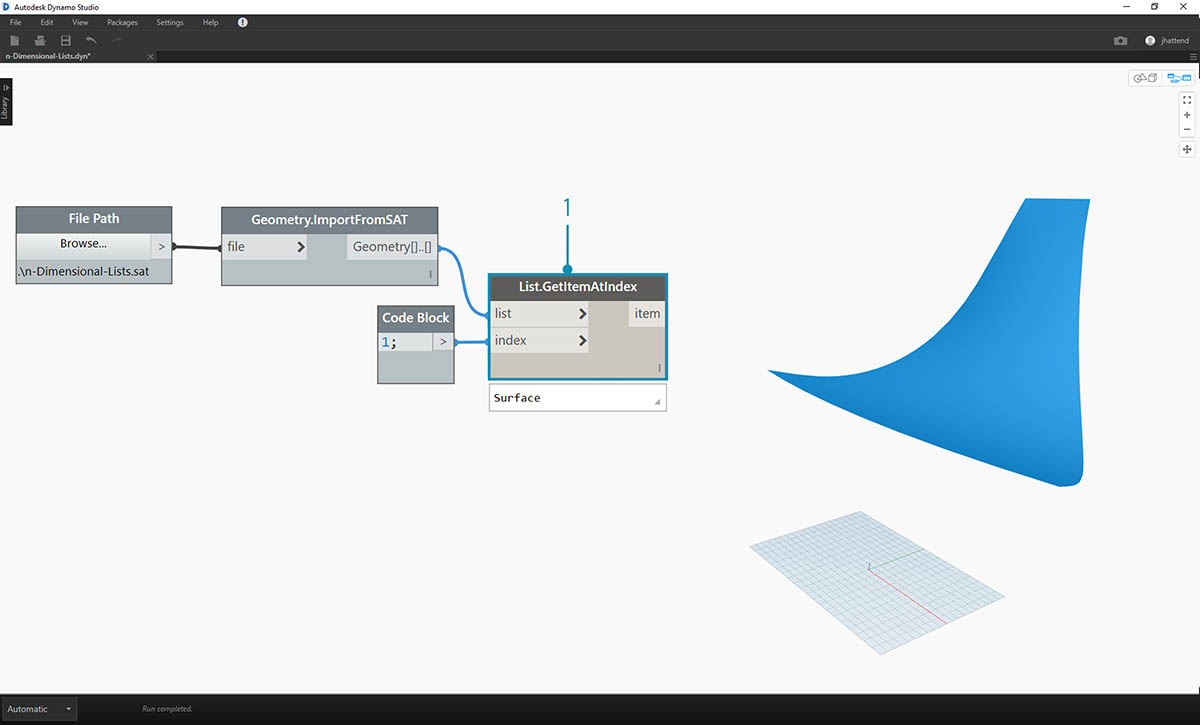 Autodesk Dynamo Studio
File Edit View Packages Settings Help !
jhattend
n-Dimensional-Lists.dyn*
Library
File Path
Browse... >
.\n-Dimensional-Lists.sat
Geometry.ImportFromSAT
file > Geometry[]..[]
l
1
Code Block
1; >
List.GetItemAtIndex
list > item
index >
l
Surface
Automatic
Run completed.